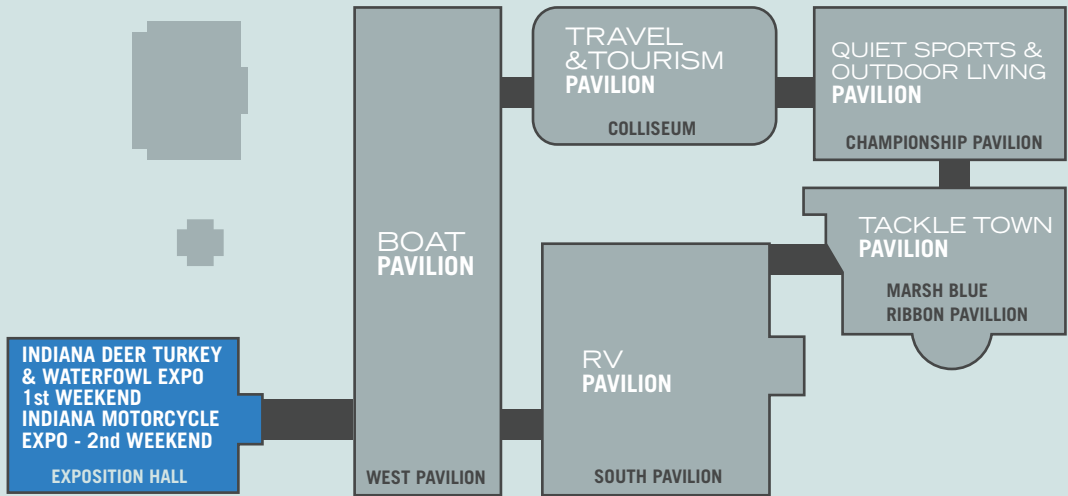 TRAVEL
&TOURISM
PAVILION
COLLISEUM
QUIET SPORTS &
OUTDOOR LIVING
PAVILION
CHAMPIONSHIP PAVILION
BOAT
PAVILION
WEST PAVILION
TACKLE TOWN
PAVILION
MARSH BLUE
RIBBON PAVILLION
RV
PAVILION
SOUTH PAVILION
INDIANA DEER TURKEY
& WATERFOWL EXPO
1st WEEKEND
INDIANA MOTORCYCLE
EXPO - 2nd WEEKEND
EXPOSITION HALL